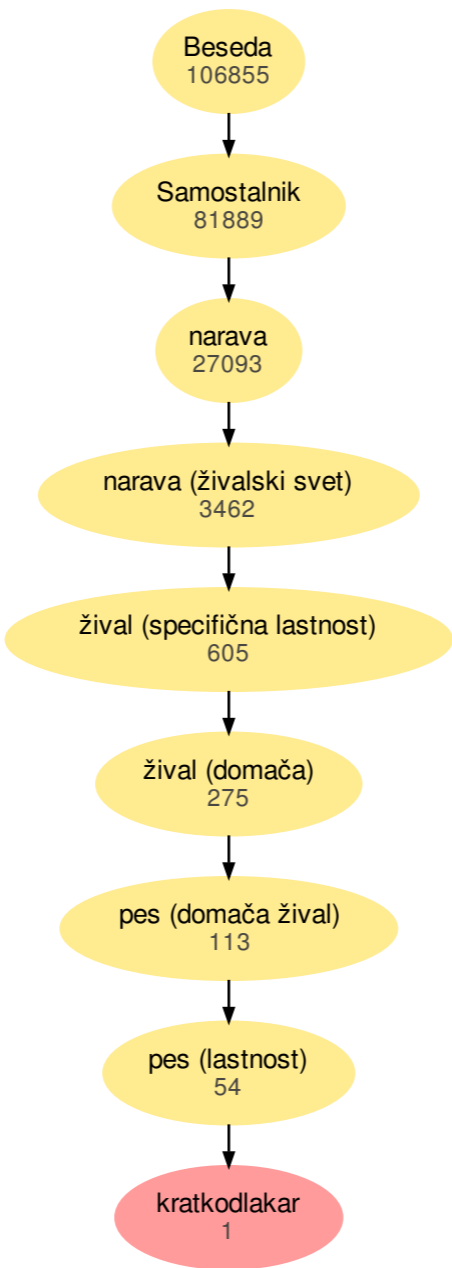 Beseda
106855
Samostalnik
81889
narava
27093
narava (živalski svet)
3462
žival (specifična lastnost)
605
žival (domača)
275
pes (domača žival)
113
pes (lastnost)
54
kratkodlakar
1